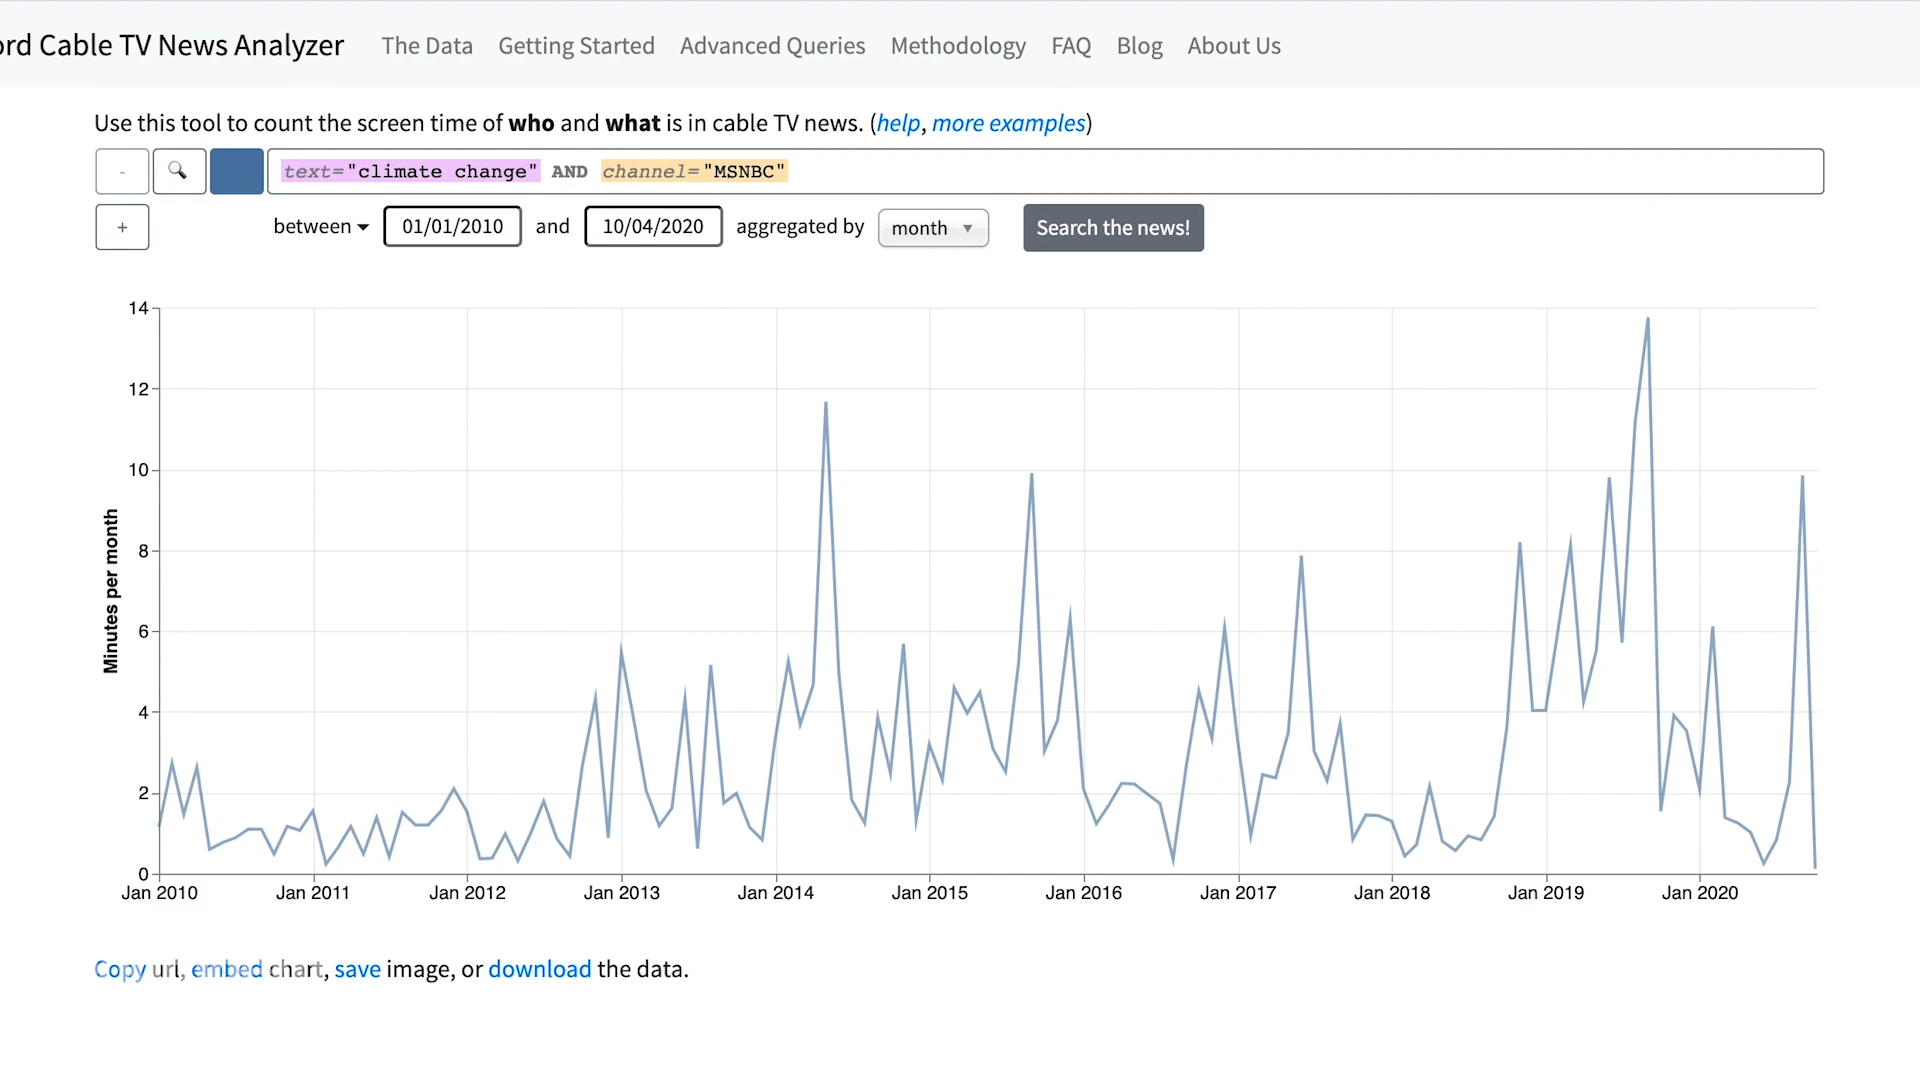 ord Cable TV News Analyzer The Data Getting Started Advanced Queries Methodology FAQ Blog About Us
Use this tool to count the screen time of who and what is in cable TV news. (help, more examples)
- text="climate change" AND channel="MSNBC"
+ between 01/01/2010 and 10/04/2020 aggregated by month Search the news!
14
12
10
8
6
4
2
0
Minutes per month
Jan 2010 Jan 2011 Jan 2012 Jan 2013 Jan 2014 Jan 2015 Jan 2016 Jan 2017 Jan 2018 Jan 2019 Jan 2020
Copy url, embed chart, save image, or download the data.